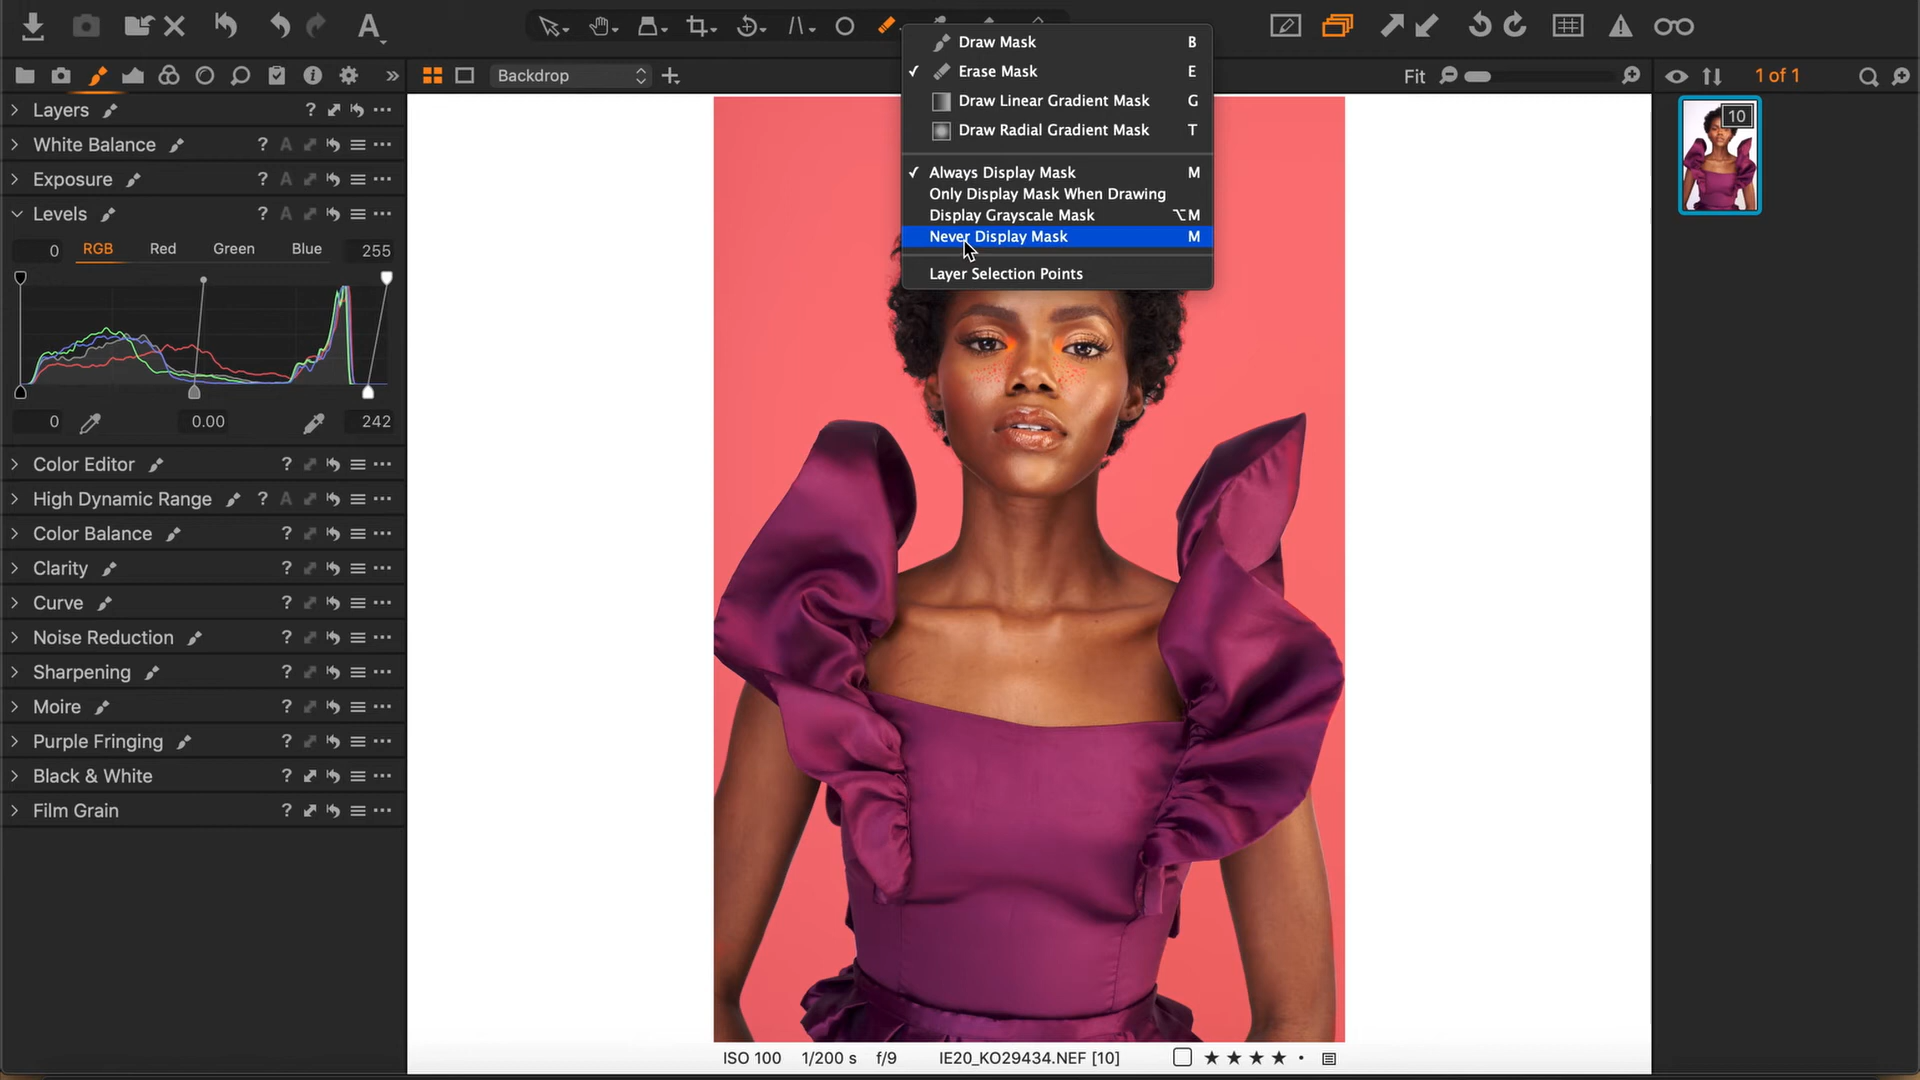 A
Draw Mask B
Erase Mask E
Draw Linear Gradient Mask G
Draw Radial Gradient Mask T
Always Display Mask M
Only Display Mask When Drawing
Display Grayscale Mask ⌥M
Never Display Mask M
Layer Selection Points
Backdrop
Fit
1 of 1
10
Layers ?
White Balance ? A
Exposure ? A
Levels ? A
0 RGB Red Green Blue 255
0 0.00 242
Color Editor ?
High Dynamic Range ? A
Color Balance ?
Clarity ?
Curve ?
Noise Reduction ?
Sharpening ?
Moire ?
Purple Fringing ?
Black & White ?
Film Grain ?
ISO 100 1/200 s f/9 IE20_KO29434.NEF [10]